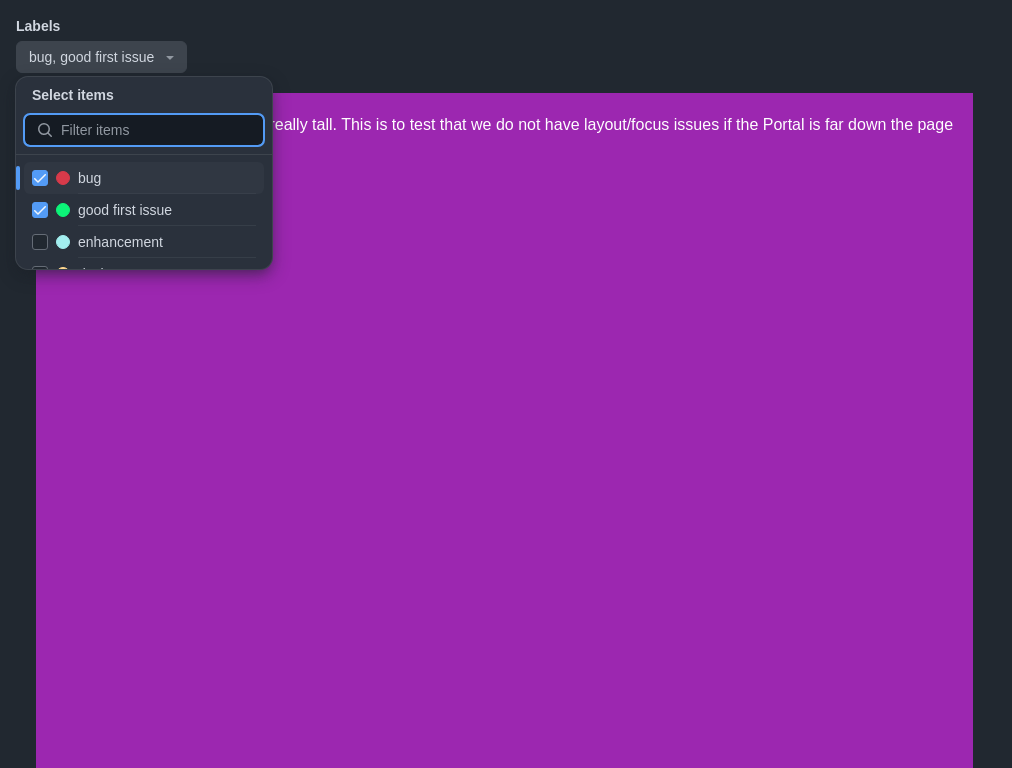 Labels
bug, good first issue
Select items
really tall. This is to test that we do not have layout/focus issues if the Portal is far down the page
Filter items
bug
good first issue
enhancement